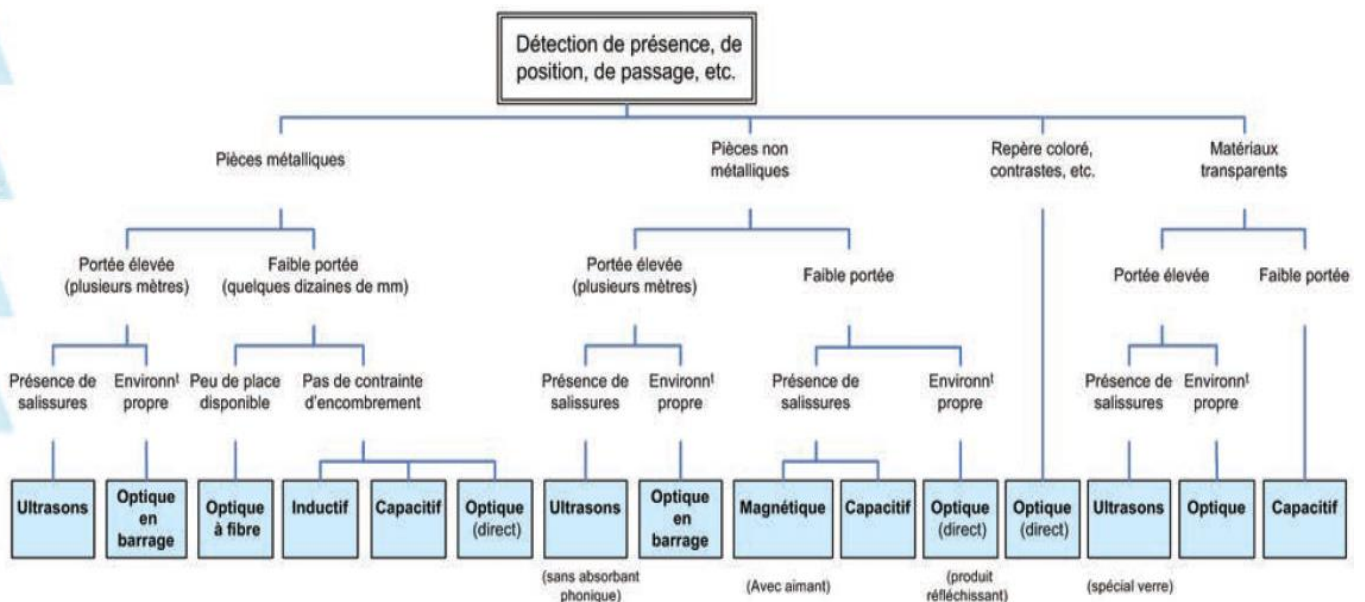 Détection de présence, de
position, de passage, etc.
Pièces métalliques
Pièces non
métalliques
Repère coloré,
contrastes, etc.
Matériaux
transparents
Portée élevée
(plusieurs mètres)
Faible portée
(quelques dizaines de mm)
Portée élevée
(plusieurs mètres)
Faible portée
Portée élevée
Faible portée
Présence de
salissures
Environnt
propre
Peu de place
disponible
Pas de contrainte
d'encombrement
Présence de
salissures
Environnt
propre
Présence de
salissures
Environnt
propre
Présence de
salissures
Environnt
propre
Ultrasons
Optique
en
barrage
Optique
à fibre
Inductif
Capacitif
Optique
(direct)
Ultrasons
Optique
en
barrage
Magnétique
Capacitif
Optique
(direct)
Optique
(direct)
Ultrasons
Optique
Capacitif
(sans absorbant
phonique)
(Avec aimant)
(produit
réfléchissant)
(spécial verre)